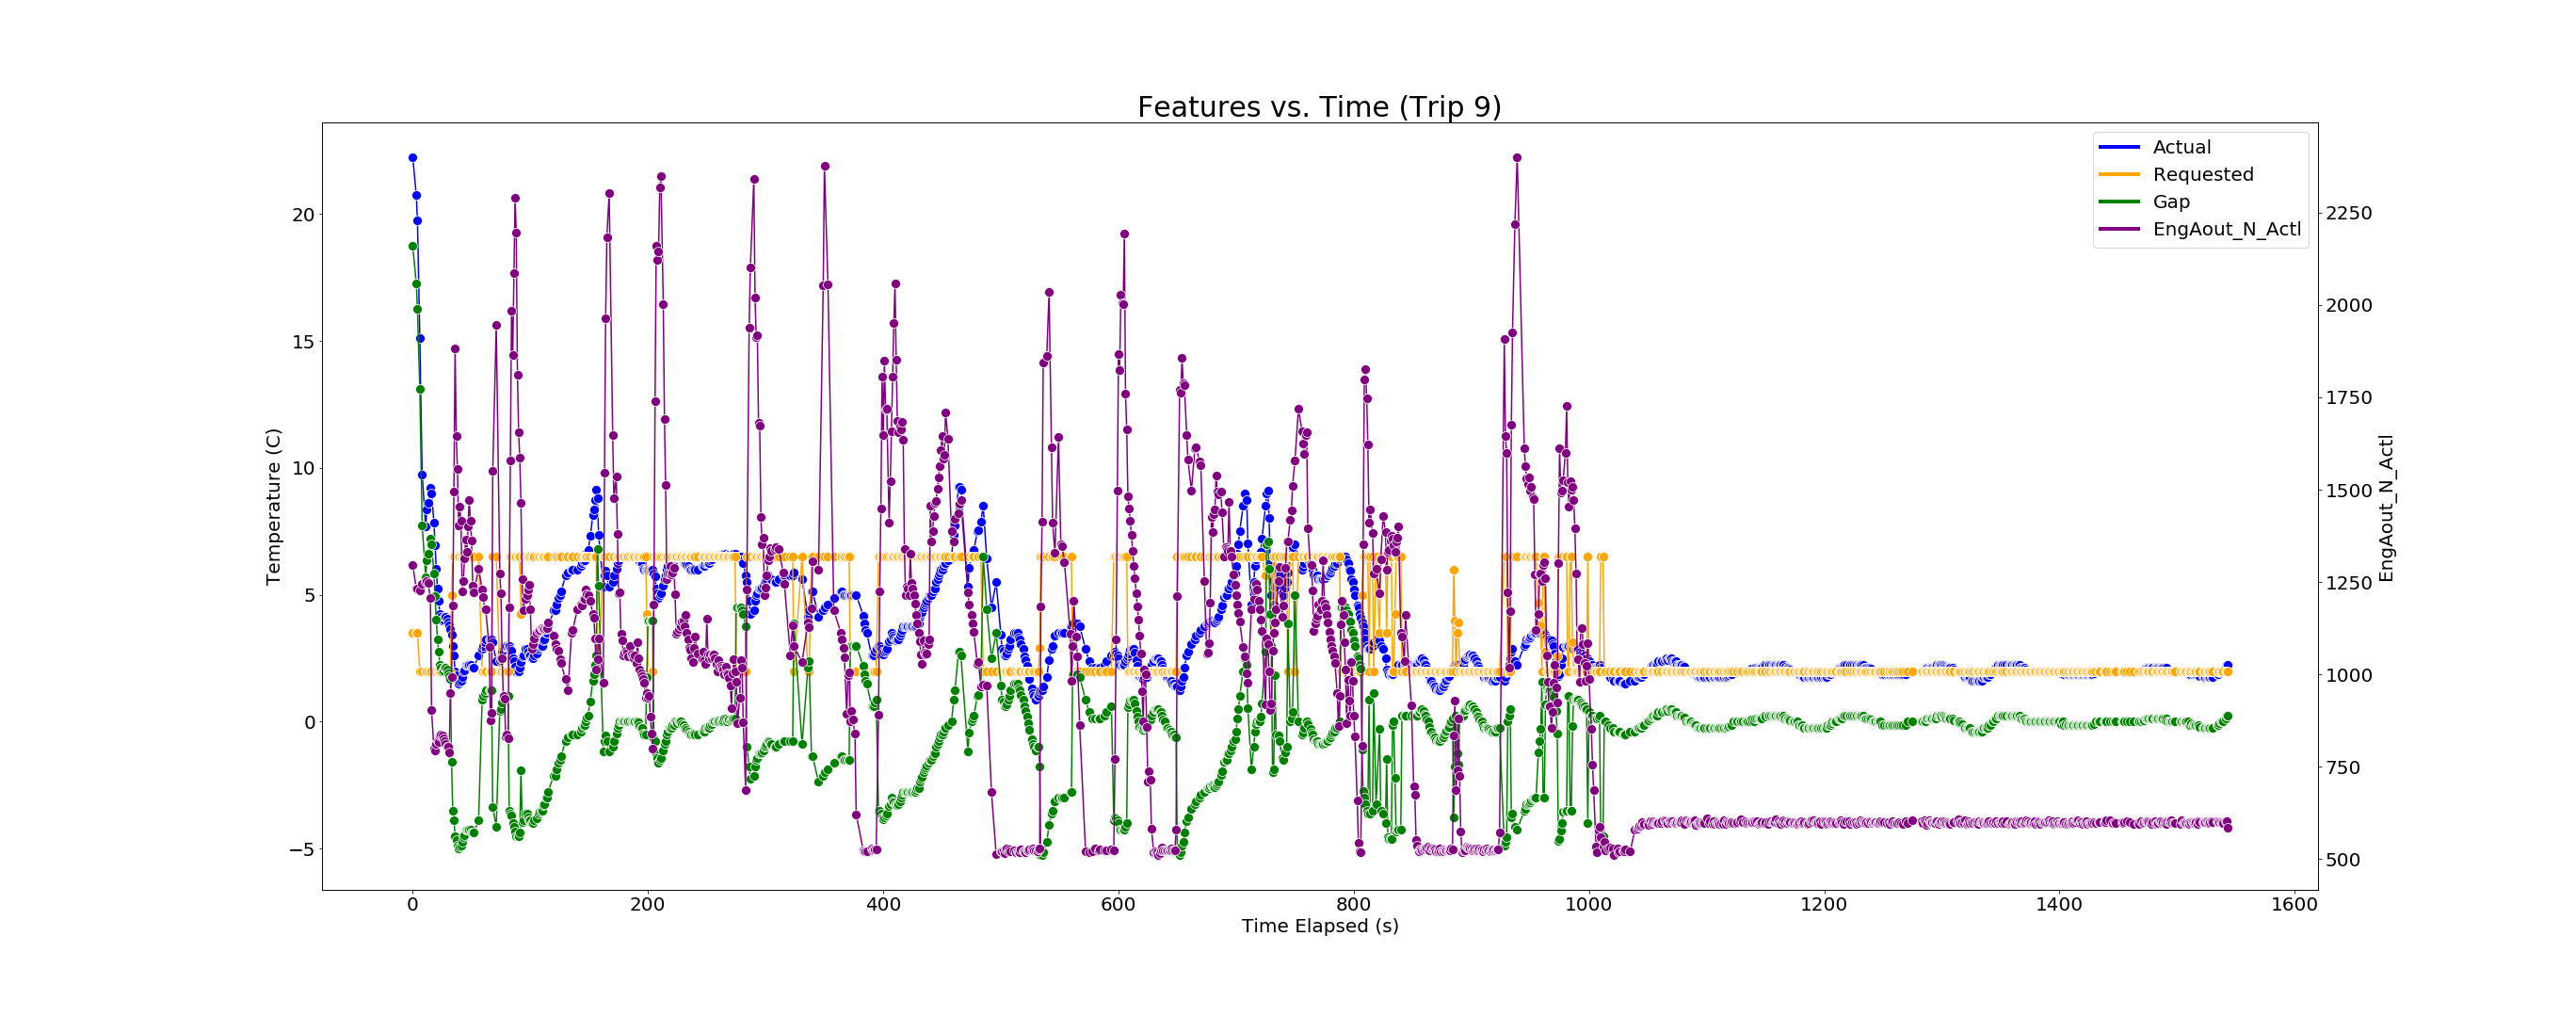 Features vs. Time (Trip 9)
Actual
Requested
Gap
EngAout_N_Actl
Temperature (C)
20
15
10
5
0
−5
2250
2000
1750
1500
1250
1000
750
500
EngAout_N_Actl
0 200 400 600 800 1000 1200 1400 1600
Time Elapsed (s)